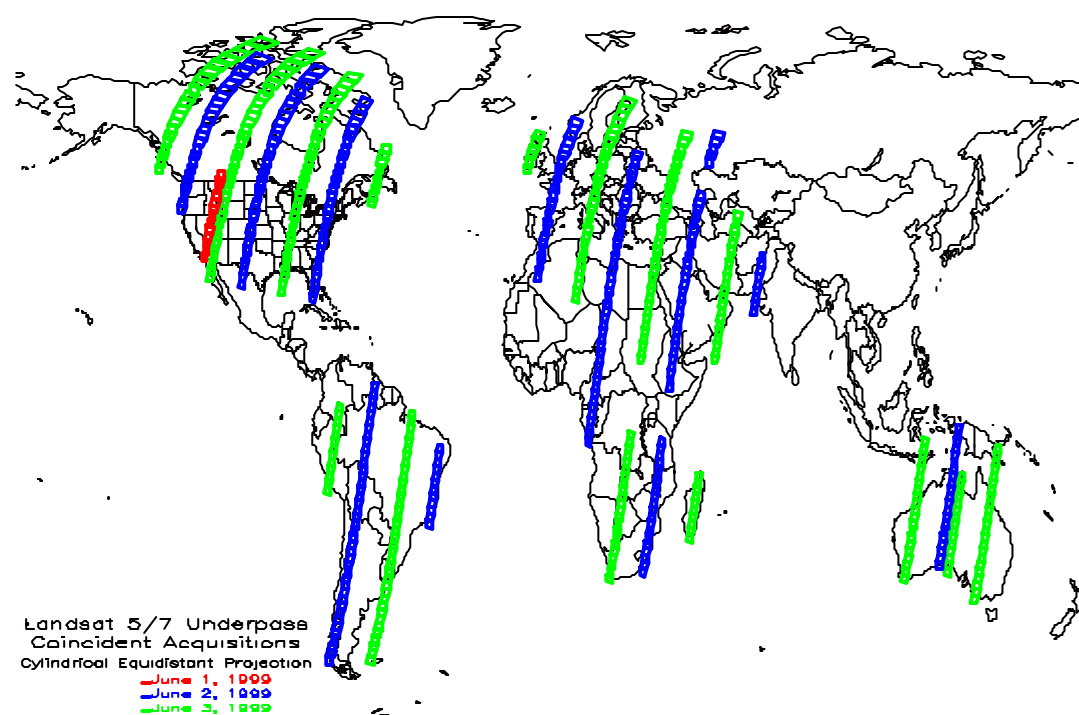 Landsat 5/7 Underpass
Coincident Acquisitions
Cylindrical Equidistant Projection
June 1, 1999
June 2, 1999
June 3, 1999